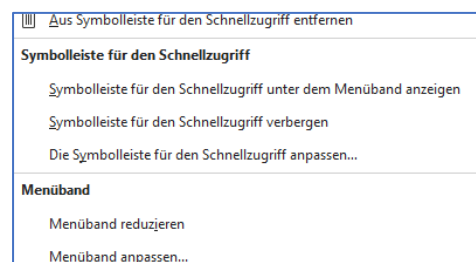 Aus Symbolleiste für den Schnellzugriff entfernen
Symbolleiste für den Schnellzugriff
Symbolleiste für den Schnellzugriff unter dem Menüband anzeigen
Symbolleiste für den Schnellzugriff verbergen
Die Symbolleiste für den Schnellzugriff anpassen...
Menüband
Menüband reduzieren
Menüband anpassen...